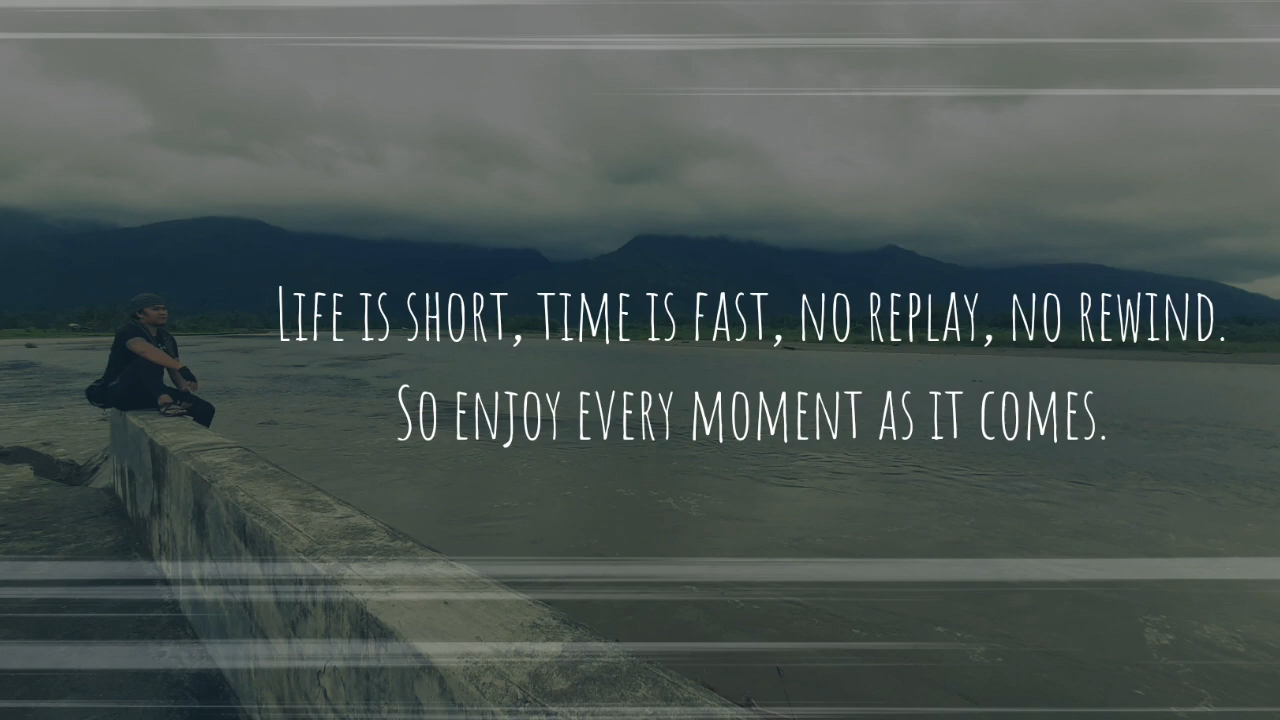 Life is short, time is fast, no replay, no rewind.
So enjoy every moment as it comes.